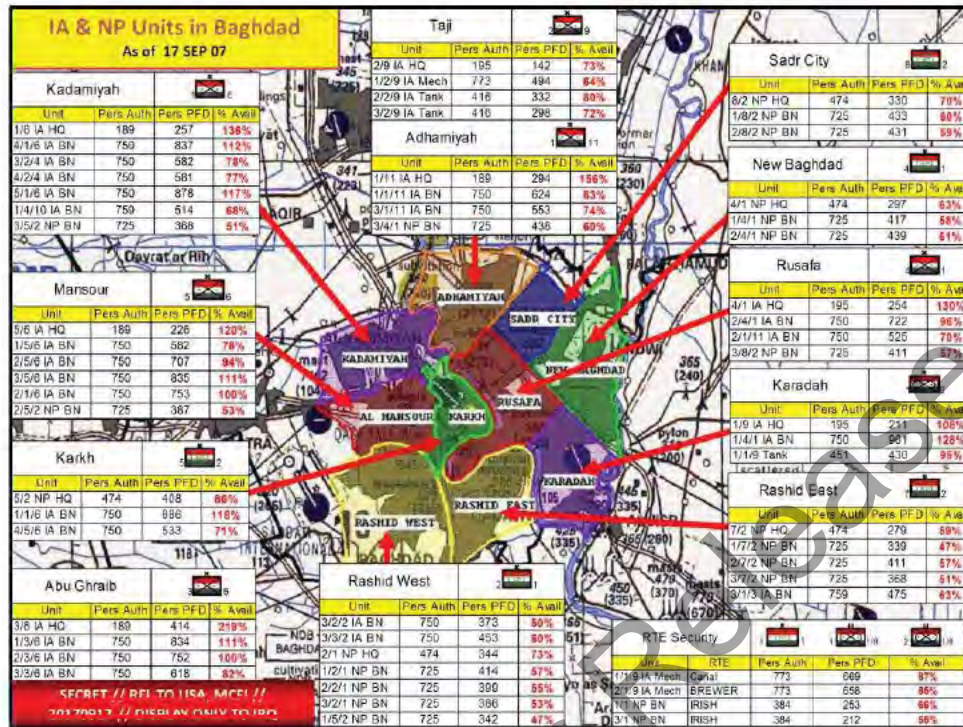 IA & NP Units in Baghdad
As of 17 SEP 07
Kadamiyah
Unit Pers Auth Pers PFD % Avail
1/6 IA HQ 189 257 136%
4/1/6 IA BN 750 837 112%
3/2/4 IA BN 750 582 78%
4/2/4 IA BN 750 581 77%
5/1/6 IA BN 750 878 117%
1/4/10 IA BN 759 514 68%
3/5/2 NP BN 725 368 51%
Mansour
Unit Pers Auth Pers PFD % Avail
5/6 IA HQ 189 226 120%
1/5/6 IA BN 750 582 78%
2/5/6 IA BN 750 707 94%
3/5/6 IA BN 750 835 111%
2/1/6 IA BN 750 753 100%
2/5/2 NP BN 725 387 53%
Karkh
Unit Pers Auth Pers PFD % Avail
5/2 NP HQ 474 408 86%
1/1/6 IA BN 750 886 118%
4/5/6 IA BN 750 533 71%
Abu Ghraib
Unit Pers Auth Pers PFD % Avail
3/6 IA HQ 189 414 219%
1/3/6 IA BN 750 834 111%
2/3/6 IA BN 750 752 100%
3/3/6 IA BN 750 618 82%
SECRET // REL TO USA, MCFI //
20170917 // DISPLAY ONLY TO IRQ
Taji
Unit Pers Auth Pers PFD % Avail
2/9 IA HQ 195 142 73%
1/2/9 IA Mech 773 494 64%
2/2/9 IA Tank 416 332 80%
3/2/9 IA Tank 416 298 72%
Adhamiyah
Unit Pers Auth Pers PFD % Avail
1/11 IA HQ 189 294 156%
1/1/11 IA BN 750 624 83%
3/1/11 IA BN 750 553 74%
3/4/1 NP BN 725 438 60%
ADHAMIYAH
SADR CITY
KADAMIYAH
NEW BAGHDAD
RUSAFA
AL MANSOUR
KARKH
KARADAH
RASHID EAST
RASHID WEST
Rashid West
Unit Pers Auth Pers PFD % Avail
3/2/2 IA BN 750 373 50%
3/3/2 IA BN 750 453 60%
2/1 NP HQ 474 344 73%
1/2/1 NP BN 725 414 57%
2/2/1 NP BN 725 399 55%
3/2/1 NP BN 725 386 53%
1/5/2 NP BN 725 342 47%
Sadr City
Unit Pers Auth Pers PFD % Avail
8/2 NP HQ 474 330 70%
1/8/2 NP BN 725 433 60%
2/8/2 NP BN 725 431 59%
New Baghdad
Unit Pers Auth Pers PFD % Avail
4/1 NP HQ 474 297 63%
1/4/1 NP BN 725 417 58%
2/4/1 NP BN 725 439 61%
Rusafa
Unit Pers Auth Pers PFD % Avail
4/1 IA HQ 195 254 130%
2/4/1 IA BN 750 722 96%
2/1/11 IA BN 750 525 70%
3/8/2 NP BN 725 411 57%
Karadah
Unit Pers Auth Pers PFD % Avail
1/9 IA HQ 195 211 108%
1/4/1 IA BN 750 961 128%
1/1/9 Tank 451 430 95%
Rashid East
Unit Pers Auth Pers PFD % Avail
7/2 NP HQ 474 279 59%
1/7/2 NP BN 725 339 47%
2/7/2 NP BN 725 411 57%
3/7/2 NP BN 725 368 51%
3/1/3 IA BN 759 475 63%
RTE Security
Unit RTE Pers Auth Pers PFD % Avail
1/1/9 IA Mech Canal 773 669 87%
2/1/9 IA Mech BREWER 773 658 85%
1/1 NP BN IRISH 384 253 66%
3/1 NP BN IRISH 384 212 55%
Release